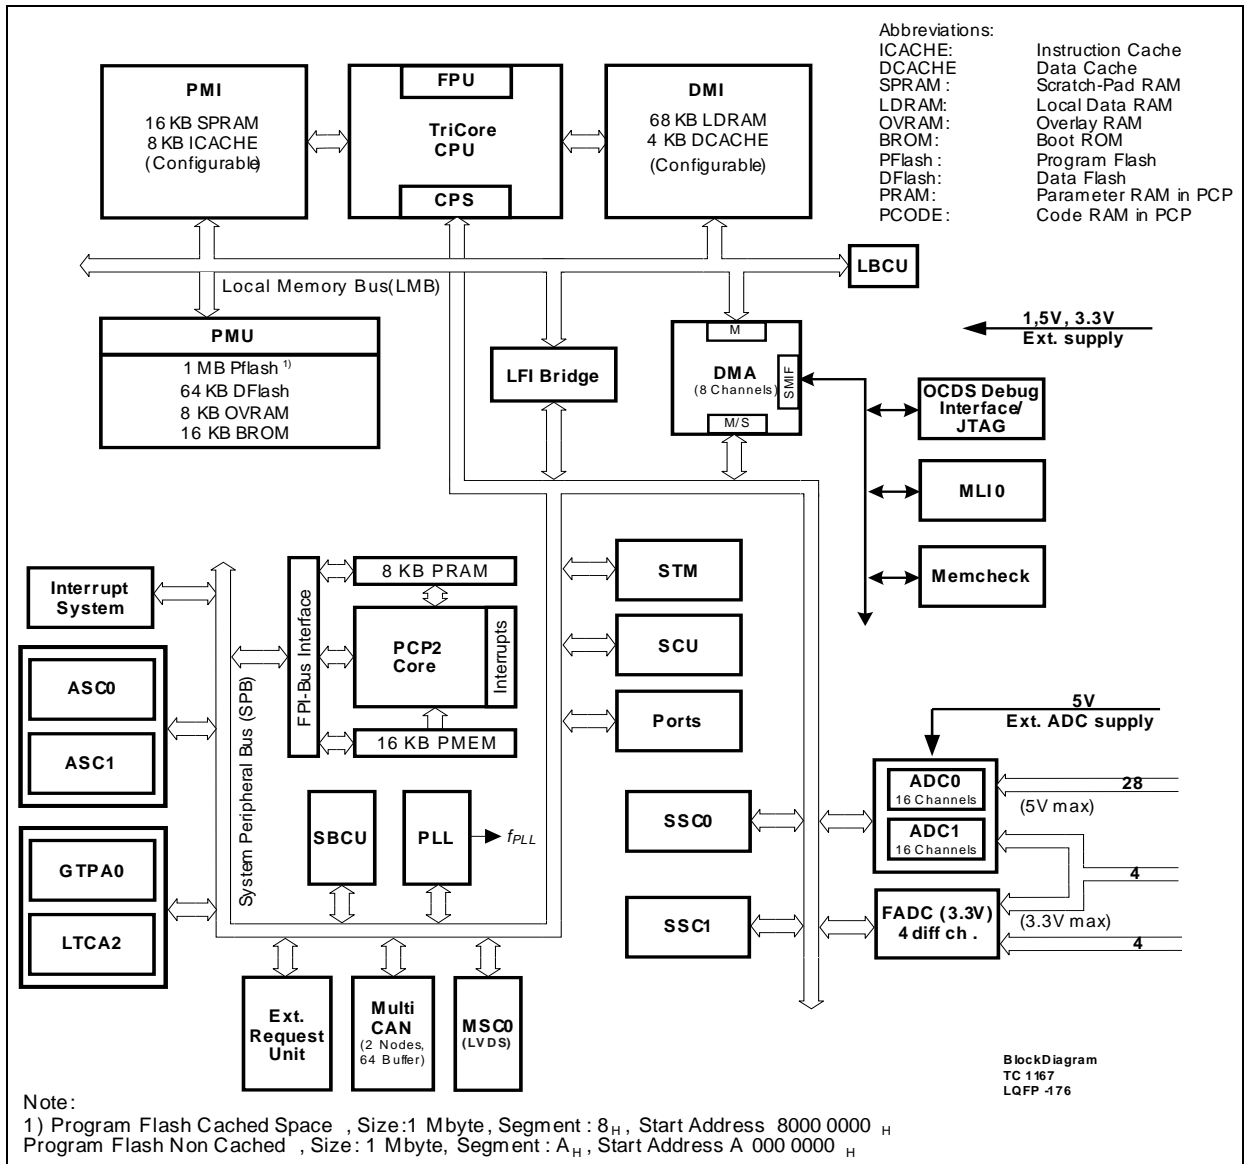 Abbreviations:
ICACHE: Instruction Cache
DCACHE Data Cache
SPRAM : Scratch-Pad RAM
LDRAM: Local Data RAM
OVRAM: Overlay RAM
BROM: Boot ROM
PFlash : Program Flash
DFlash: Data Flash
PRAM: Parameter RAM in PCP
PCODE : Code RAM in PCP
PMI
16 KB SPRAM
8 KB ICACHE
(Configurable)
FPU
TriCore
CPU
CPS
DMI
68 KB LDRAM
4 KB DCACHE
(Configurable)
LBCU
Local Memory Bus(LMB)
1,5V, 3.3V
Ext. supply
PMU
1 MB Pflash 1)
64 KB DFlash
8 KB OVRAM
16 KB BROM
LFI Bridge
M
DMA
(8 Channels)
SMIF
M/S
OCDS Debug
Interface/
JTAG
MLI0
Memcheck
Interrupt
System
FPI-Bus Interface
8 KB PRAM
PCP2
Core
Interrupts
16 KB PMEM
STM
SCU
Ports
ASC0
ASC1
System Peripheral Bus (SPB)
5V
Ext. ADC supply
ADC0
16 Channels
28
(5V max)
ADC1
16 Channels
4
SBCU
PLL
fPLL
SSC0
SSC1
GTPA0
LTCA2
FADC (3.3V)
4 diff ch .
(3.3V max)
4
Ext.
Request
Unit
Multi
CAN
(2 Nodes,
64 Buffer)
MSC0
(LVDS)
BlockDiagram
TC 1167
LQFP -176
Note :
1) Program Flash Cached Space , Size:1 Mbyte, Segment : 8H , Start Address 8000 0000 H
Program Flash Non Cached , Size: 1 Mbyte, Segment : AH , Start Address A 000 0000 H